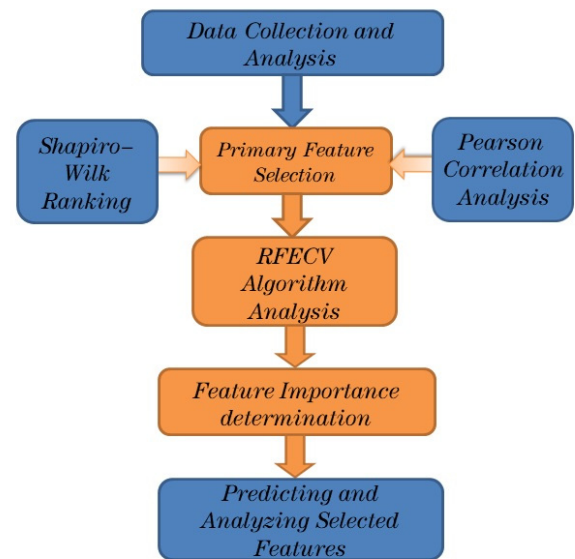 Data Collection and
Analysis
Shapiro–
Wilk
Ranking
Primary Feature
Selection
Pearson
Correlation
Analysis
RFECV
Algorithm
Analysis
Feature Importance
determination
Predicting and
Analyzing Selected
Features